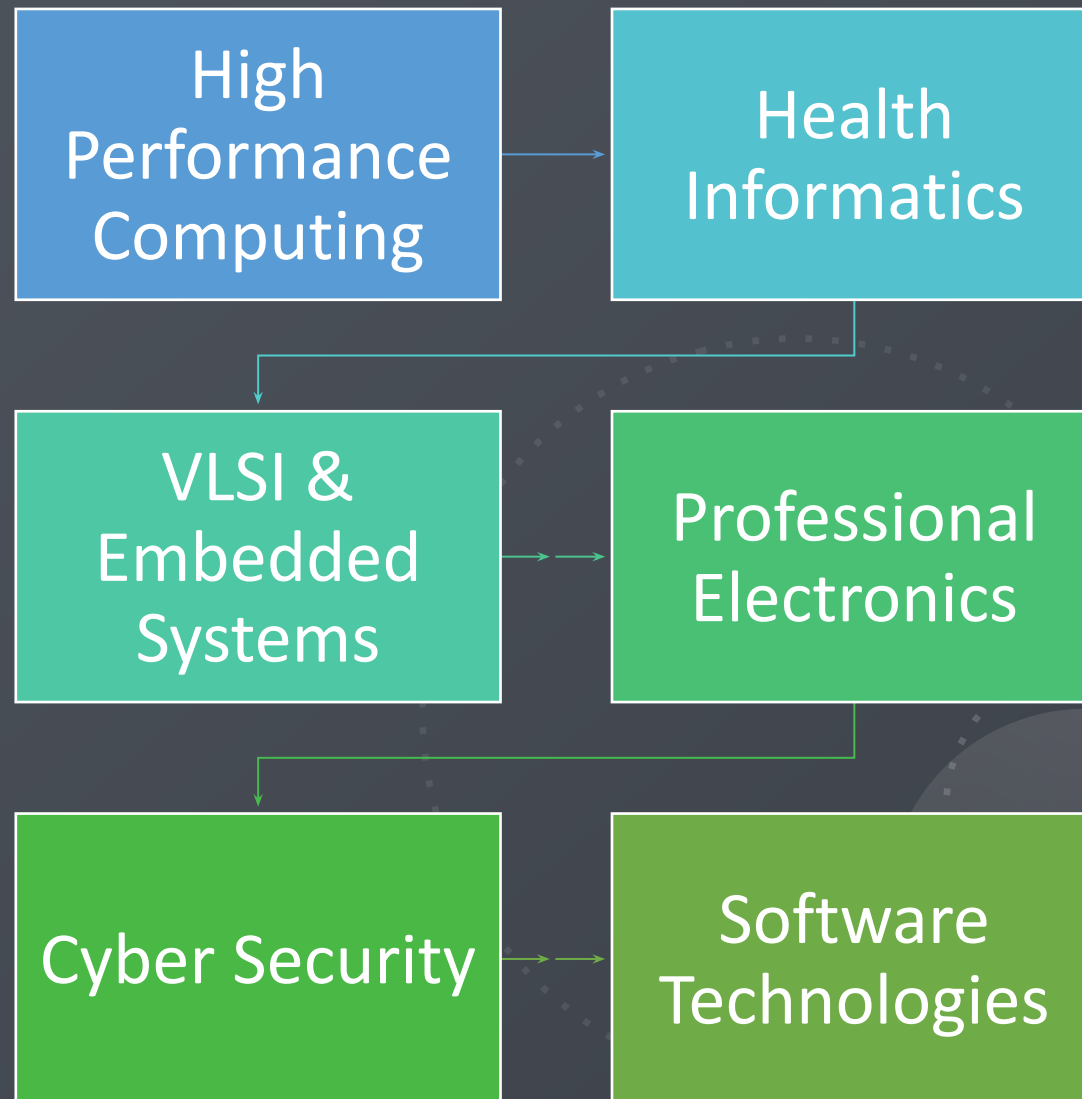 High
Performance
Computing
Health
Informatics
VLSI &
Embedded
Systems
Professional
Electronics
Cyber Security
Software
Technologies